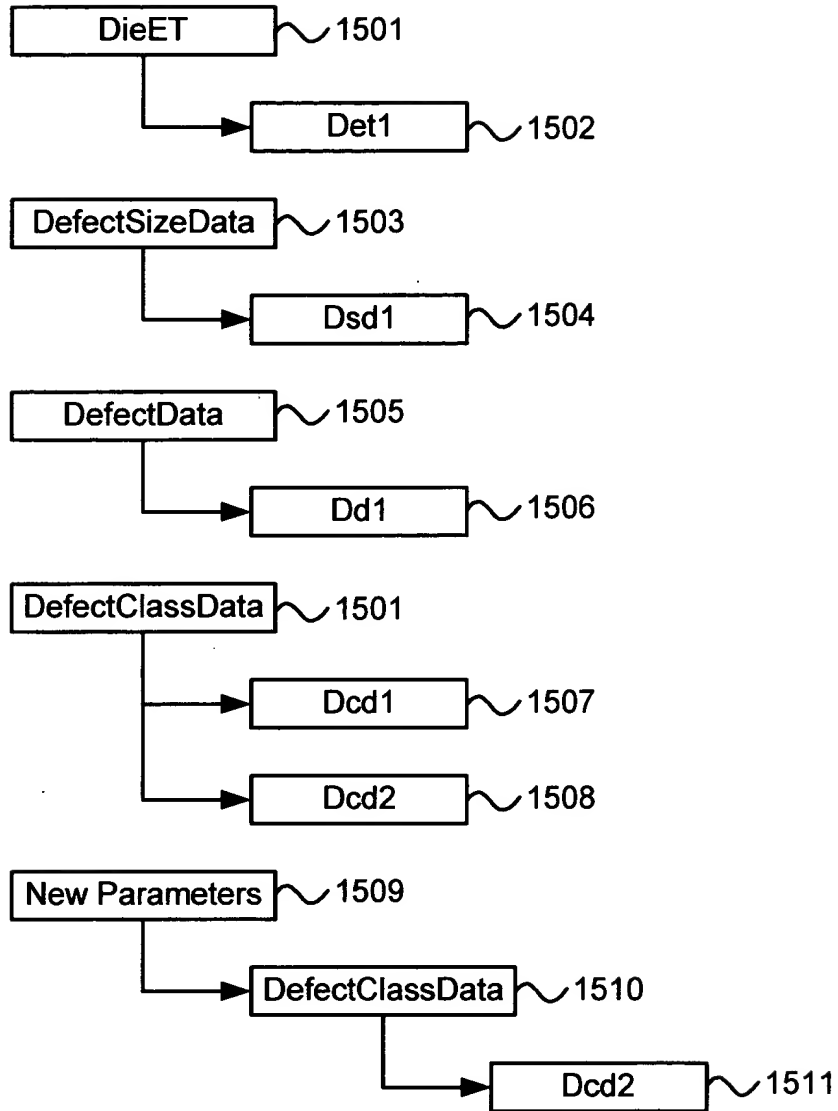 DieET 1501
Det1 1502
DefectSizeData 1503
Dsd1 1504
DefectData 1505
Dd1 1506
DefectClassData 1501
Dcd1 1507
Dcd2 1508
New Parameters 1509
DefectClassData 1510
Dcd2 1511